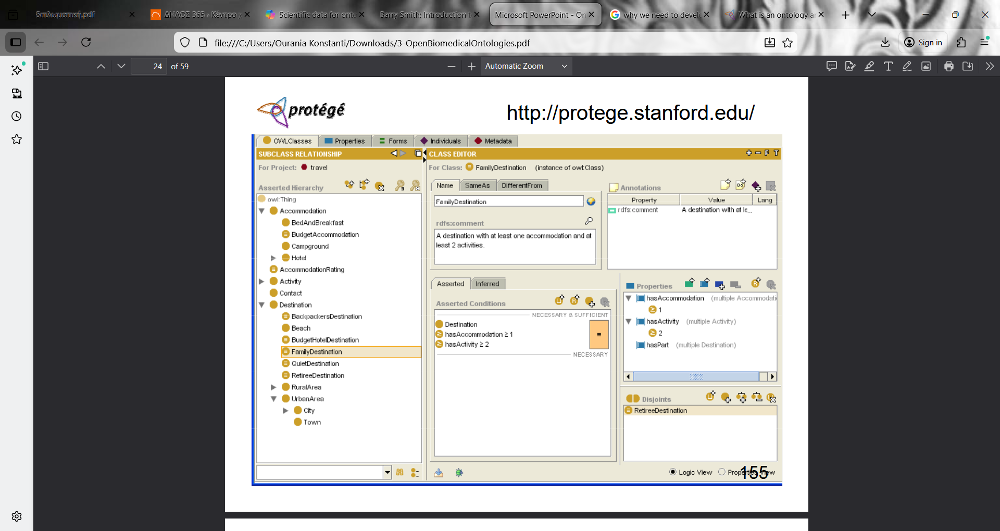 διπλωματική.pdf
ΔΗΛΟΣ 365 › Κέντρο
Scientific data for onto
Barry Smith: Introduction t
Microsoft PowerPoint - On
why we need to devel
What is an ontology a
file:///C:/Users/Ourania Konstanti/Downloads/3-OpenBiomedicalOntologies.pdf
Sign in
24 of 59
Automatic Zoom
protégé
http://protege.stanford.edu/
OWLClasses Properties Forms Individuals Metadata
SUBCLASS RELATIONSHIP
For Project: travel
Asserted Hierarchy
owl:Thing
Accommodation
BedAndBreakfast
BudgetAccommodation
Campground
Hotel
AccommodationRating
Activity
Contact
Destination
BackpackersDestination
Beach
BudgetHotelDestination
FamilyDestination
QuietDestination
RetireeDestination
RuralArea
UrbanArea
City
Town
CLASS EDITOR
F T
For Class: FamilyDestination (instance of owl:Class)
Name SameAs DifferentFrom
FamilyDestination
rdfs:comment
A destination with at least one accommodation and at
least 2 activities.
Annotations
Property Value Lang
rdfs:comment A destination with at le...
Asserted Inferred
Asserted Conditions
NECESSARY & SUFFICIENT
Destination
hasAccommodation ≥ 1
hasActivity ≥ 2
≡
NECESSARY
Properties
hasAccommodation (multiple Accommodati
≥ 1
hasActivity (multiple Activity)
≥ 2
hasPart (multiple Destination)
Disjoints
RetireeDestination
Logic View Properties View
155